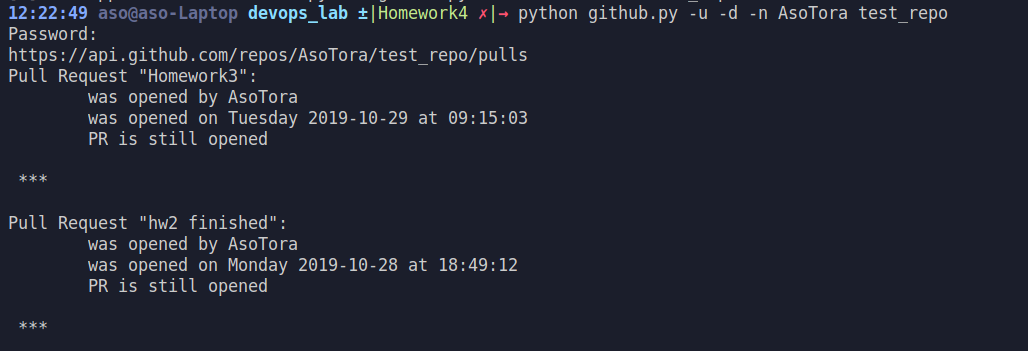 12:22:49 aso@aso-Laptop devops_lab ±|Homework4 ✗|→ python github.py -u -d -n AsoTora test_repo
Password:
https://api.github.com/repos/AsoTora/test_repo/pulls
Pull Request "Homework3":
        was opened by AsoTora
        was opened on Tuesday 2019-10-29 at 09:15:03
        PR is still opened
 ***
Pull Request "hw2 finished":
        was opened by AsoTora
        was opened on Monday 2019-10-28 at 18:49:12
        PR is still opened
 ***